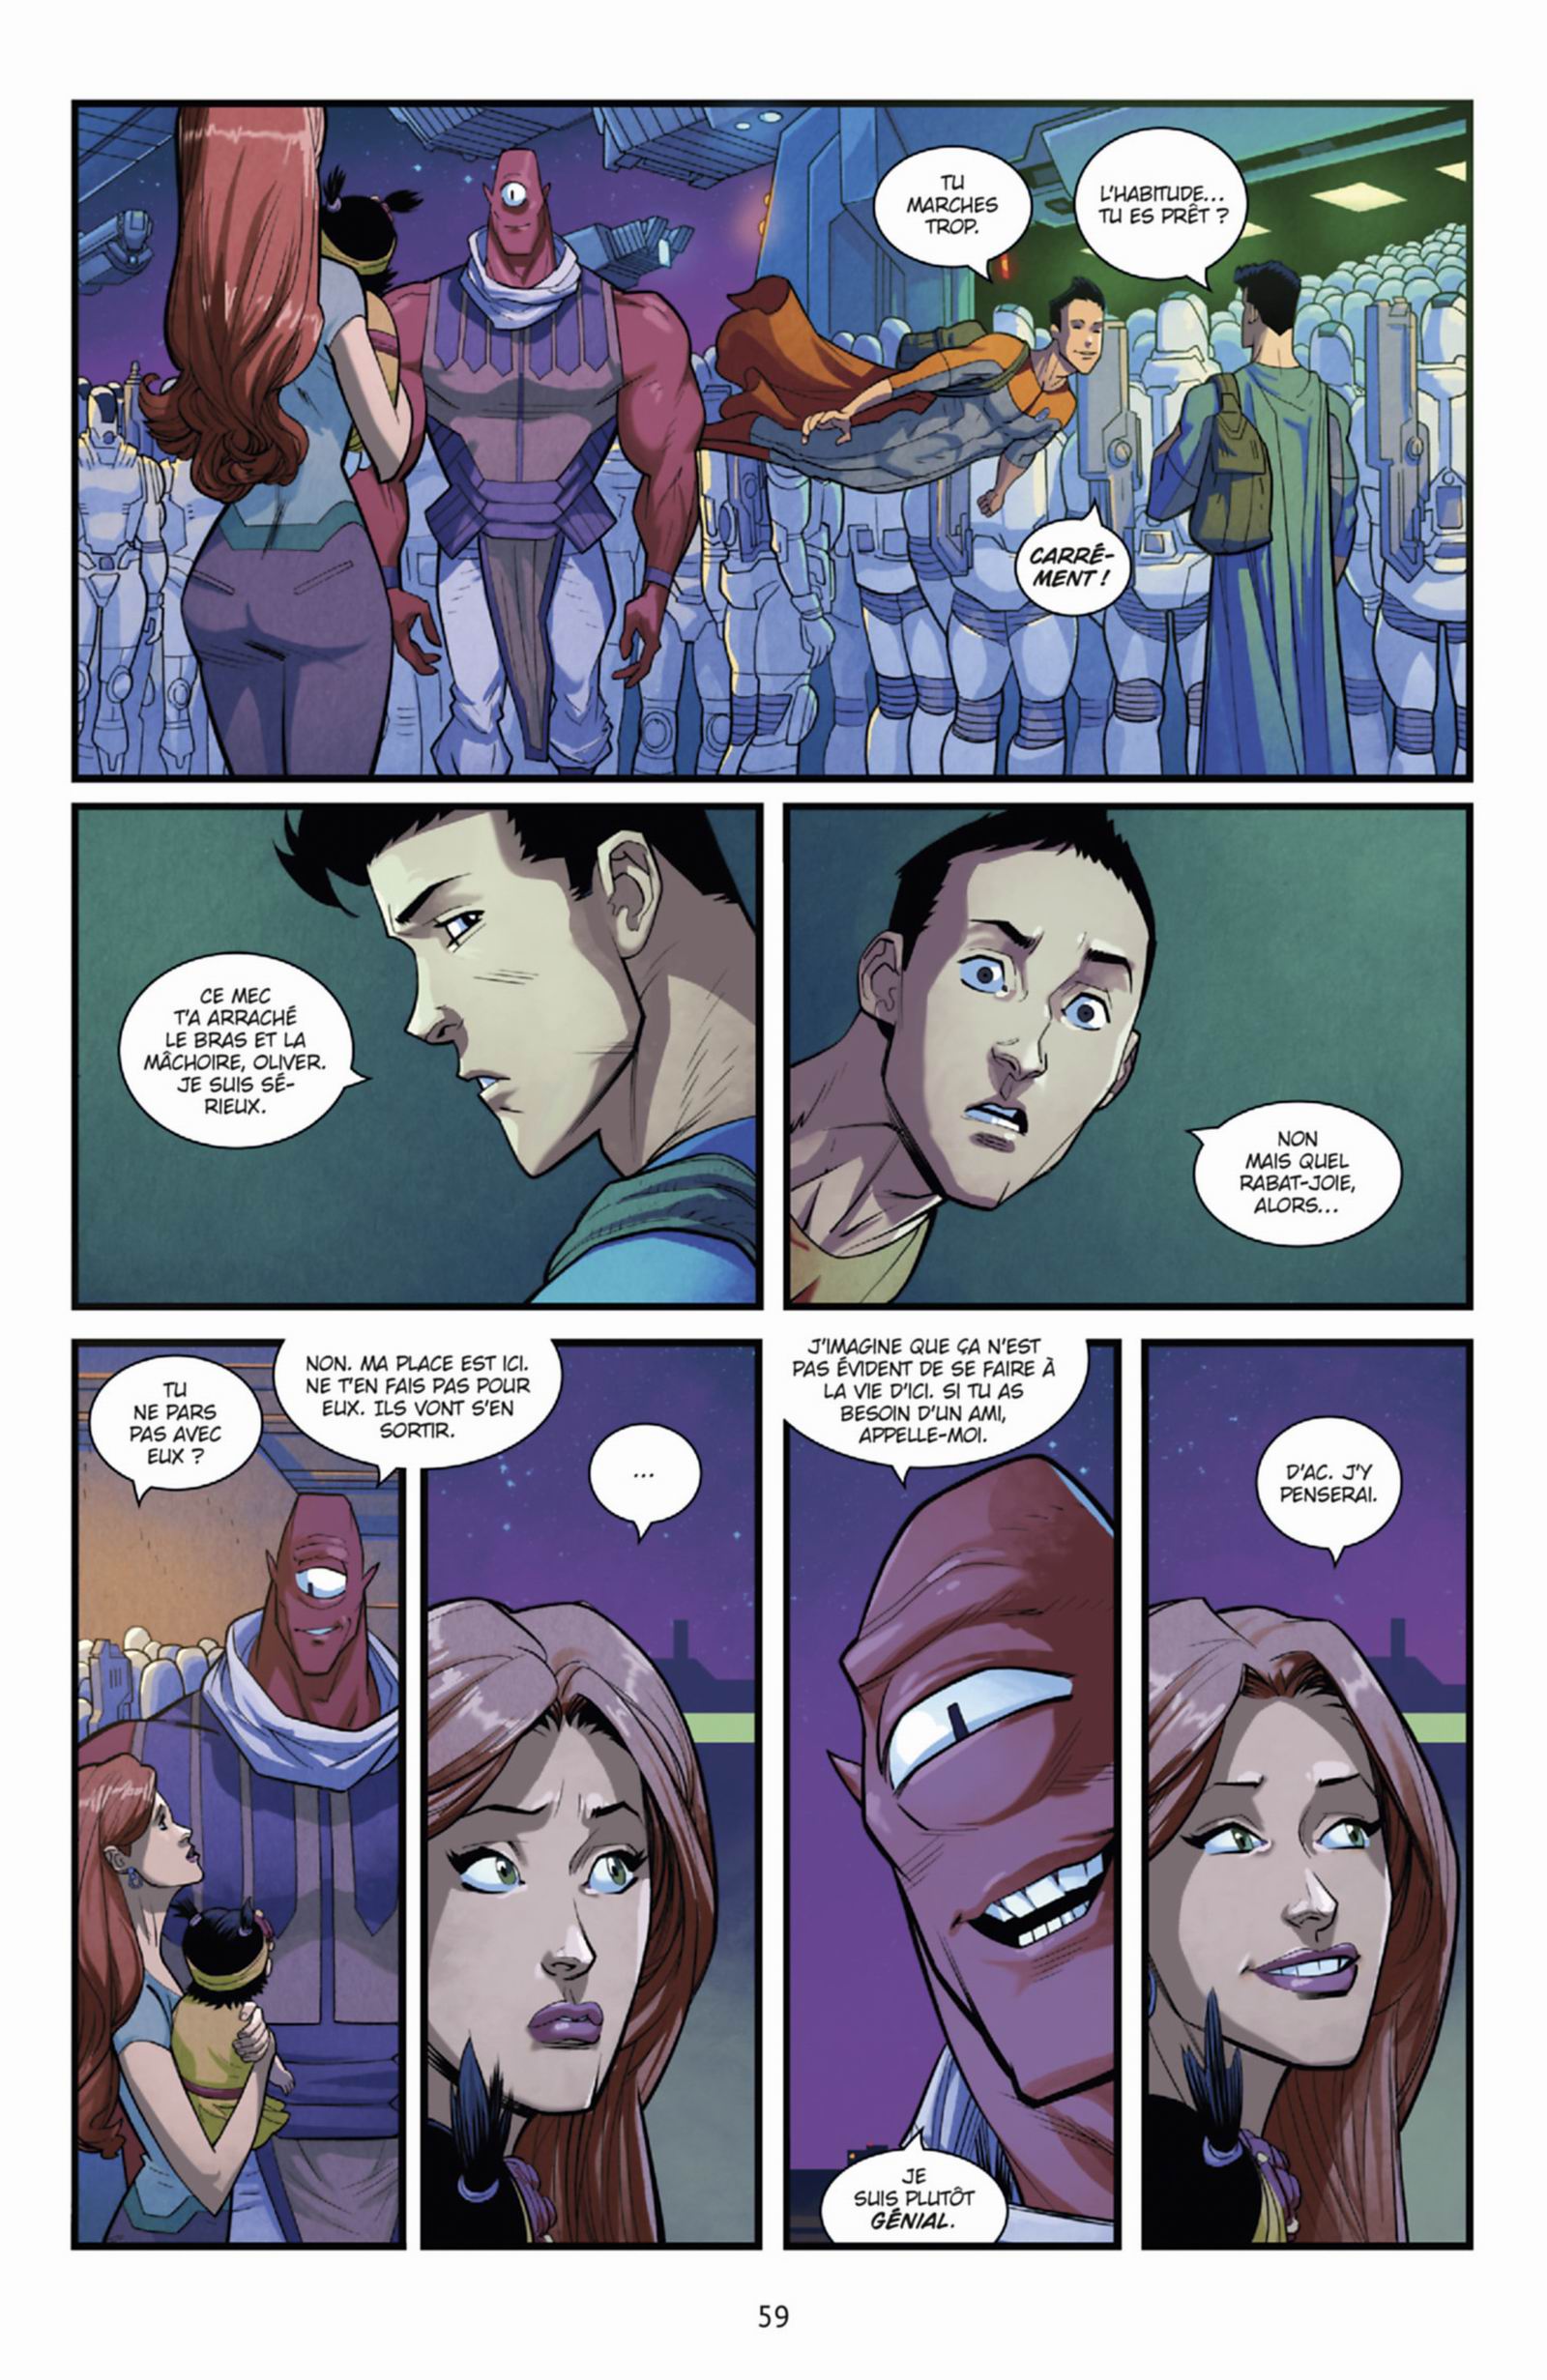 TU
MARCHES
TROP.
L'HABITUDE...
TU ES PRÊT ?
CARRÉ-
MENT !
CE MEC
T'A ARRACHÉ
LE BRAS ET LA
MÂCHOIRE, OLIVER.
JE SUIS SÉ-
RIEUX.
NON
MAIS QUEL
RABAT-JOIE,
ALORS...
TU
NE PARS
PAS AVEC
EUX ?
NON. MA PLACE EST ICI.
NE T'EN FAIS PAS POUR
EUX. ILS VONT S'EN
SORTIR.
...
J'IMAGINE QUE ÇA N'EST
PAS ÉVIDENT DE SE FAIRE À
LA VIE D'ICI. SI TU AS
BESOIN D'UN AMI,
APPELLE-MOI.
JE
SUIS PLUTÔT
GÉNIAL.
D'AC. J'Y
PENSERAI.
59